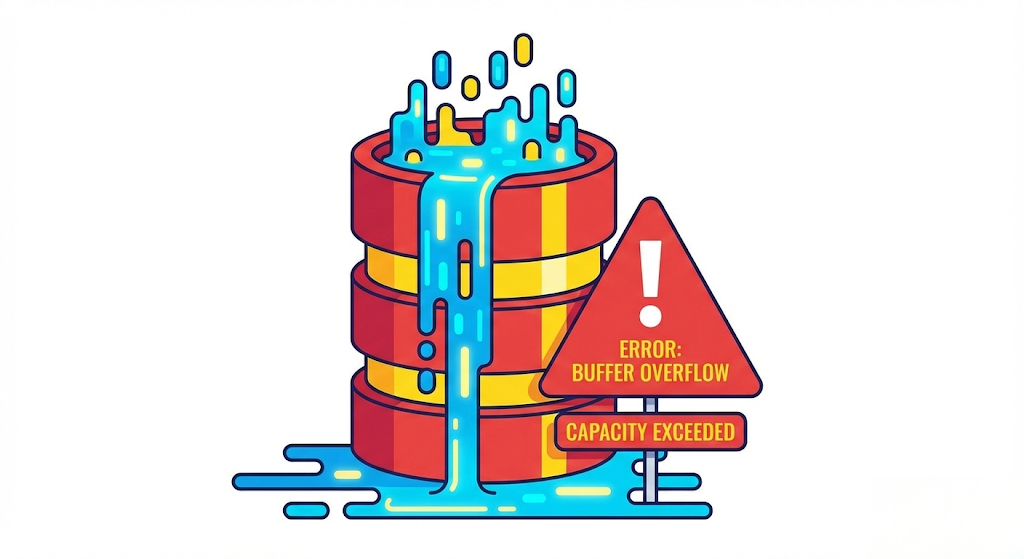 ERROR:
BUFFER OVERFLOW
CAPACITY EXCEEDED